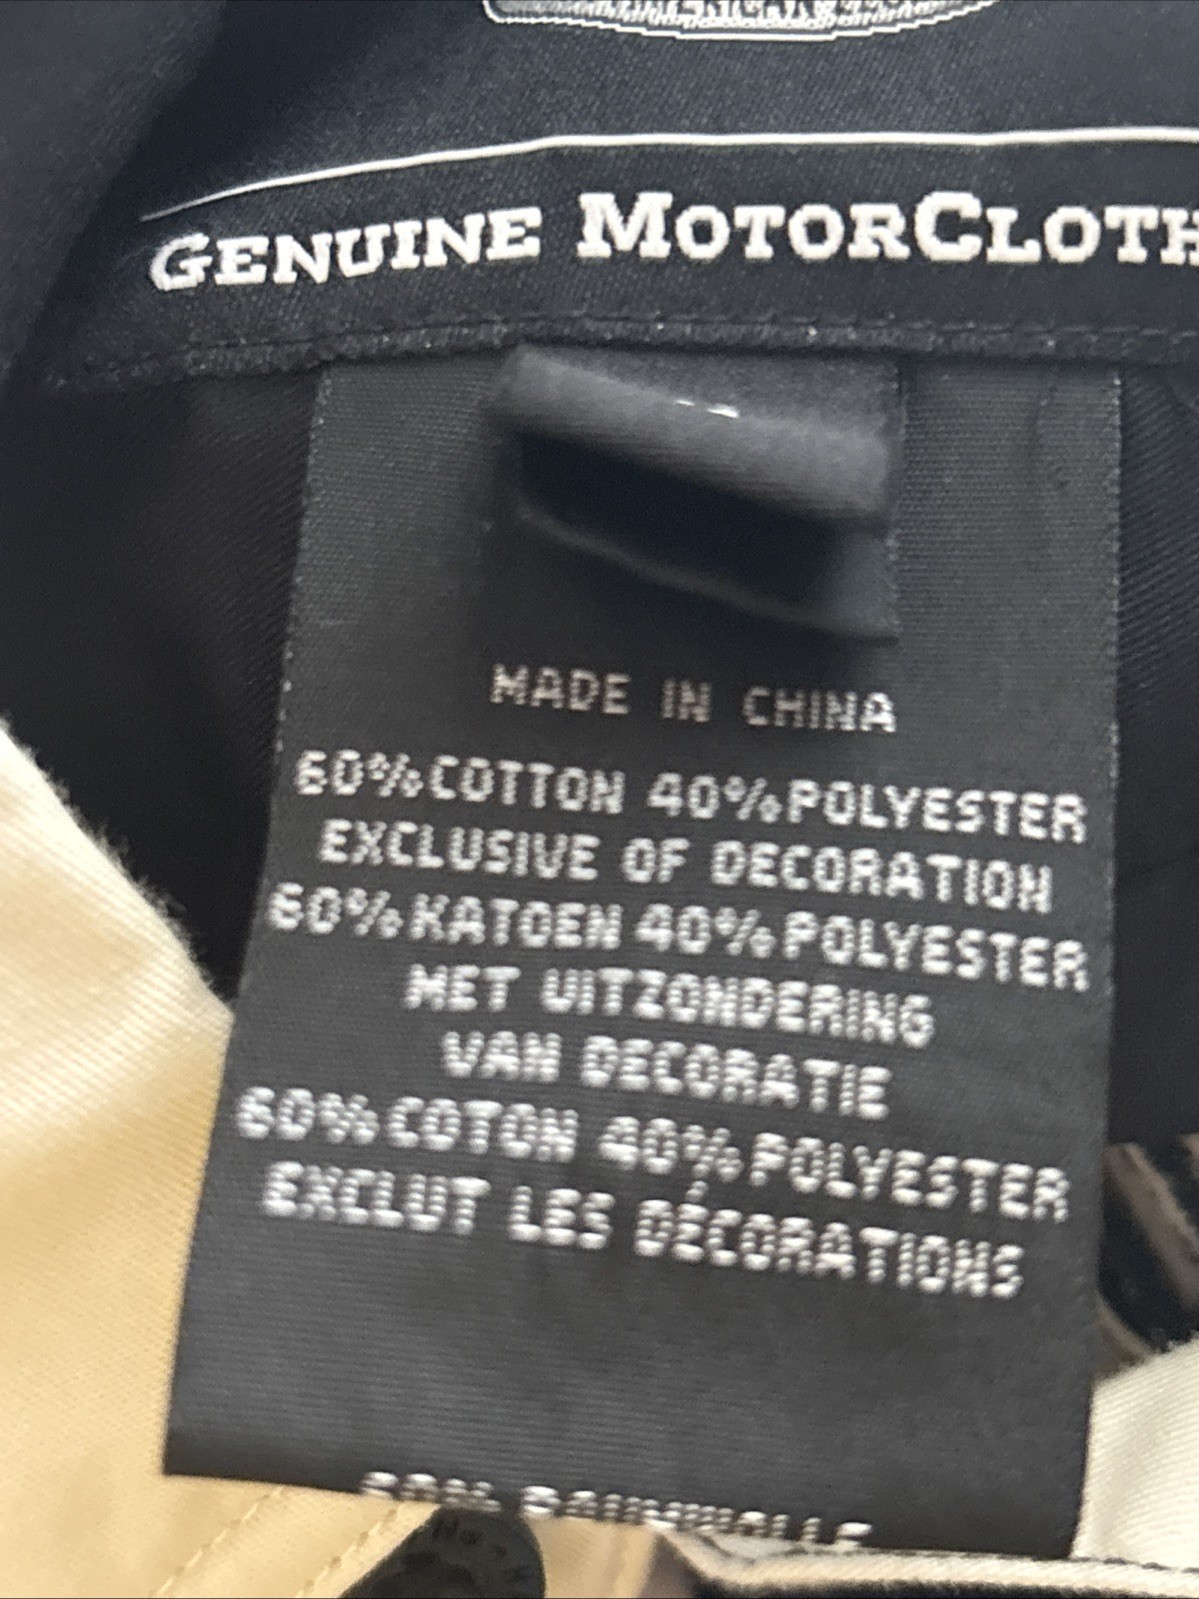 GENUINE MOTORCLOTH
MADE IN CHINA
60%COTTON 40%POLYESTER
EXCLUSIVE OF DECORATION
60%KATOEN 40%POLYESTER
MET UITZONDERING
VAN DECORATIE
60%COTON 40%POLYESTER
EXCLUT LES DÉCORATIONS
BAUMWOLLE